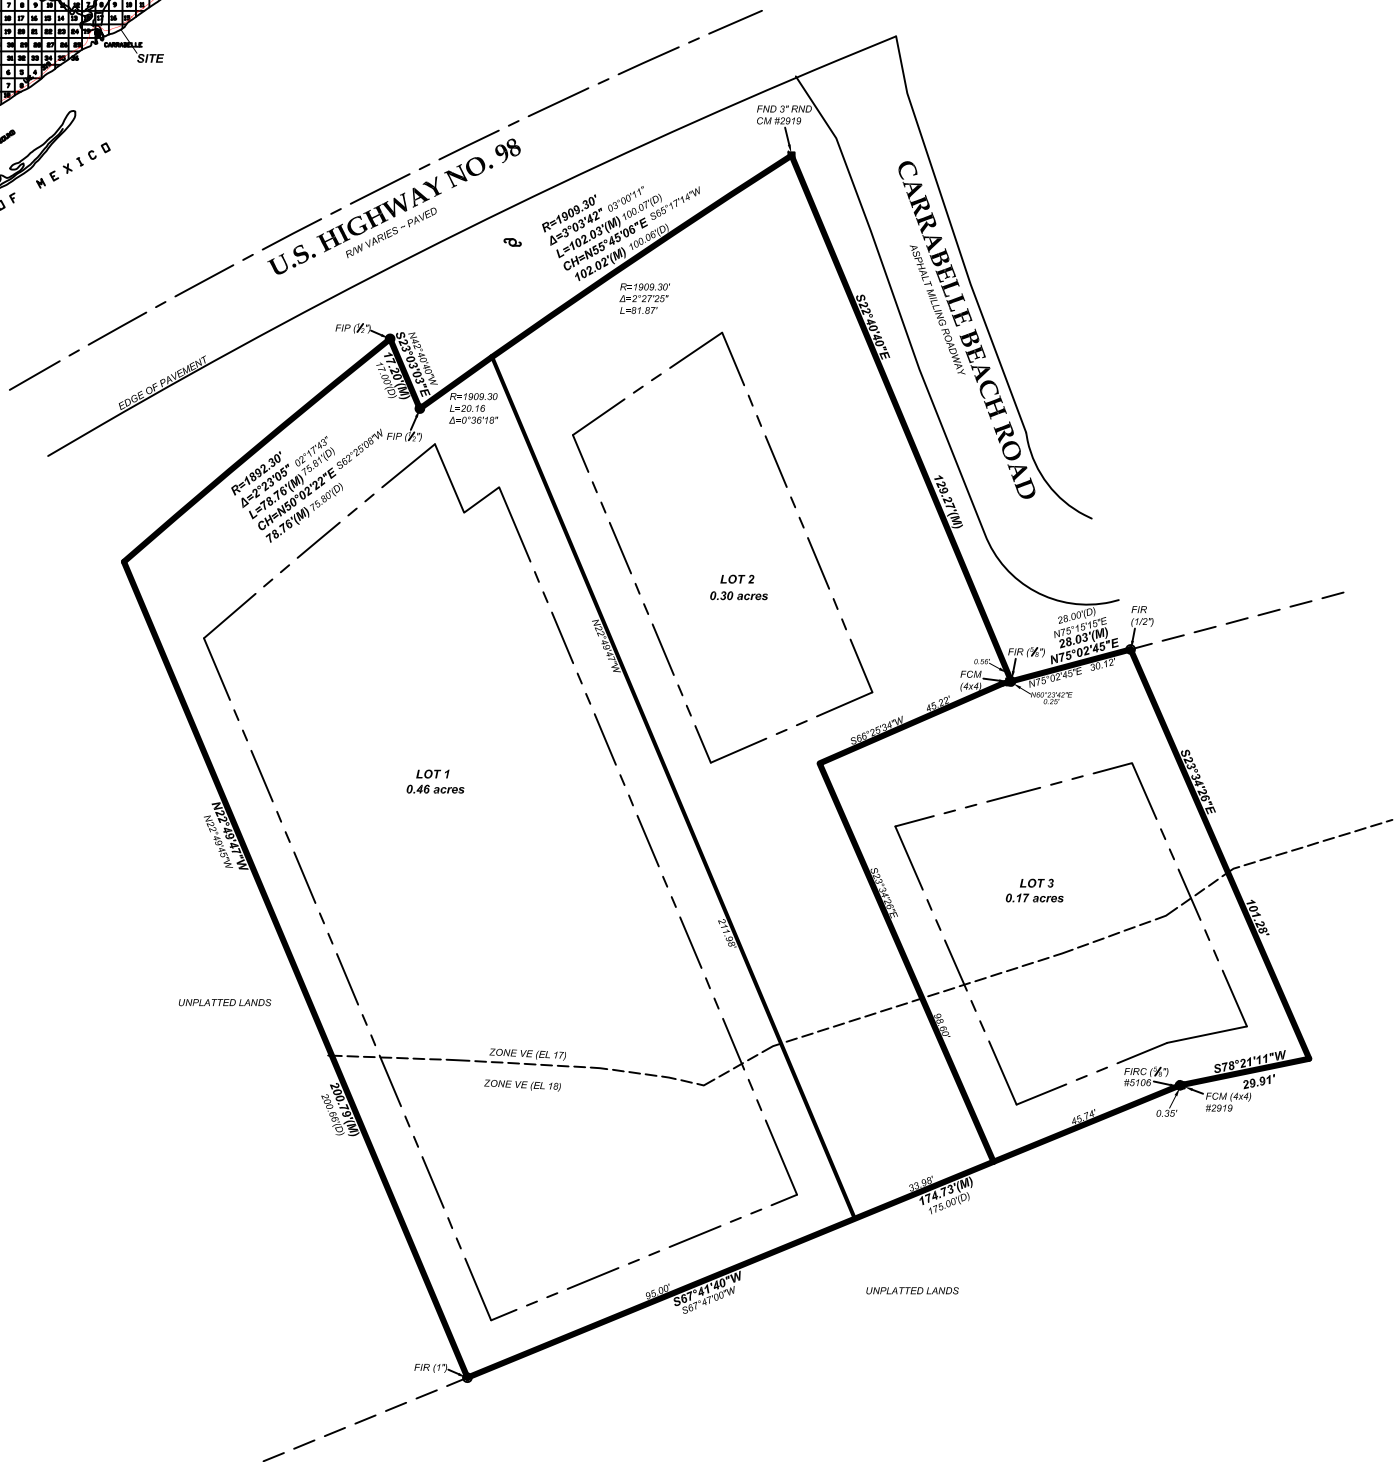 CARRABELLE
SITE
OF MEXICO
U.S. HIGHWAY NO. 98
R/W VARIES ~ PAVED
EDGE OF PAVEMENT
FND 3" RND
CM #2919
CARRABELLE BEACH ROAD
ASPHALT MILLING ROADWAY
R=1909.30'
Δ=3°03'42" 03°00'11"
L=102.03'(M) 100.07'(D)
CH=N55°45'06"E S65°17'14"W
102.02'(M) 100.06'(D)
R=1909.30'
Δ=2°27'25"
L=81.87'
FIP (½")
N42°40'40"W
S23°03'03"E
17.20'(M)
17.00'(D)
R=1909.30
L=20.16
Δ=0°36'18"
FIP (½")
R=1892.30'
Δ=2°23'05" 02°17'43"
L=78.76'(M) 75.81'(D)
CH=N50°02'22"E S62°25'08"W
78.76'(M) 75.80'(D)
S22°40'40"E
129.27'(M)
LOT 2
0.30 acres
N22°49'47"W
211.98'
28.00'(D)
N75°15'15"E
28.03'(M)
N75°02'45"E
FIR
(1/2")
FIR (⅝")
0.56'
FCM
(4x4)
N75°02'45"E 30.12'
N60°23'42"E
0.25'
S66°25'34"W 45.22'
LOT 1
0.46 acres
N22°49'47"W
N22°49'45"W
S23°34'26"E
S23°34'26"E
98.60'
101.28'
LOT 3
0.17 acres
UNPLATTED LANDS
ZONE VE (EL 17)
ZONE VE (EL 18)
200.79'(M)
200.66'(D)
S78°21'11"W
29.91'
FIRC (⅝")
#5106
FCM (4x4)
#2919
0.35'
45.74'
33.98'
174.73'(M)
175.00'(D)
95.00'
S67°41'40"W
S67°47'00"W
UNPLATTED LANDS
FIR (1")